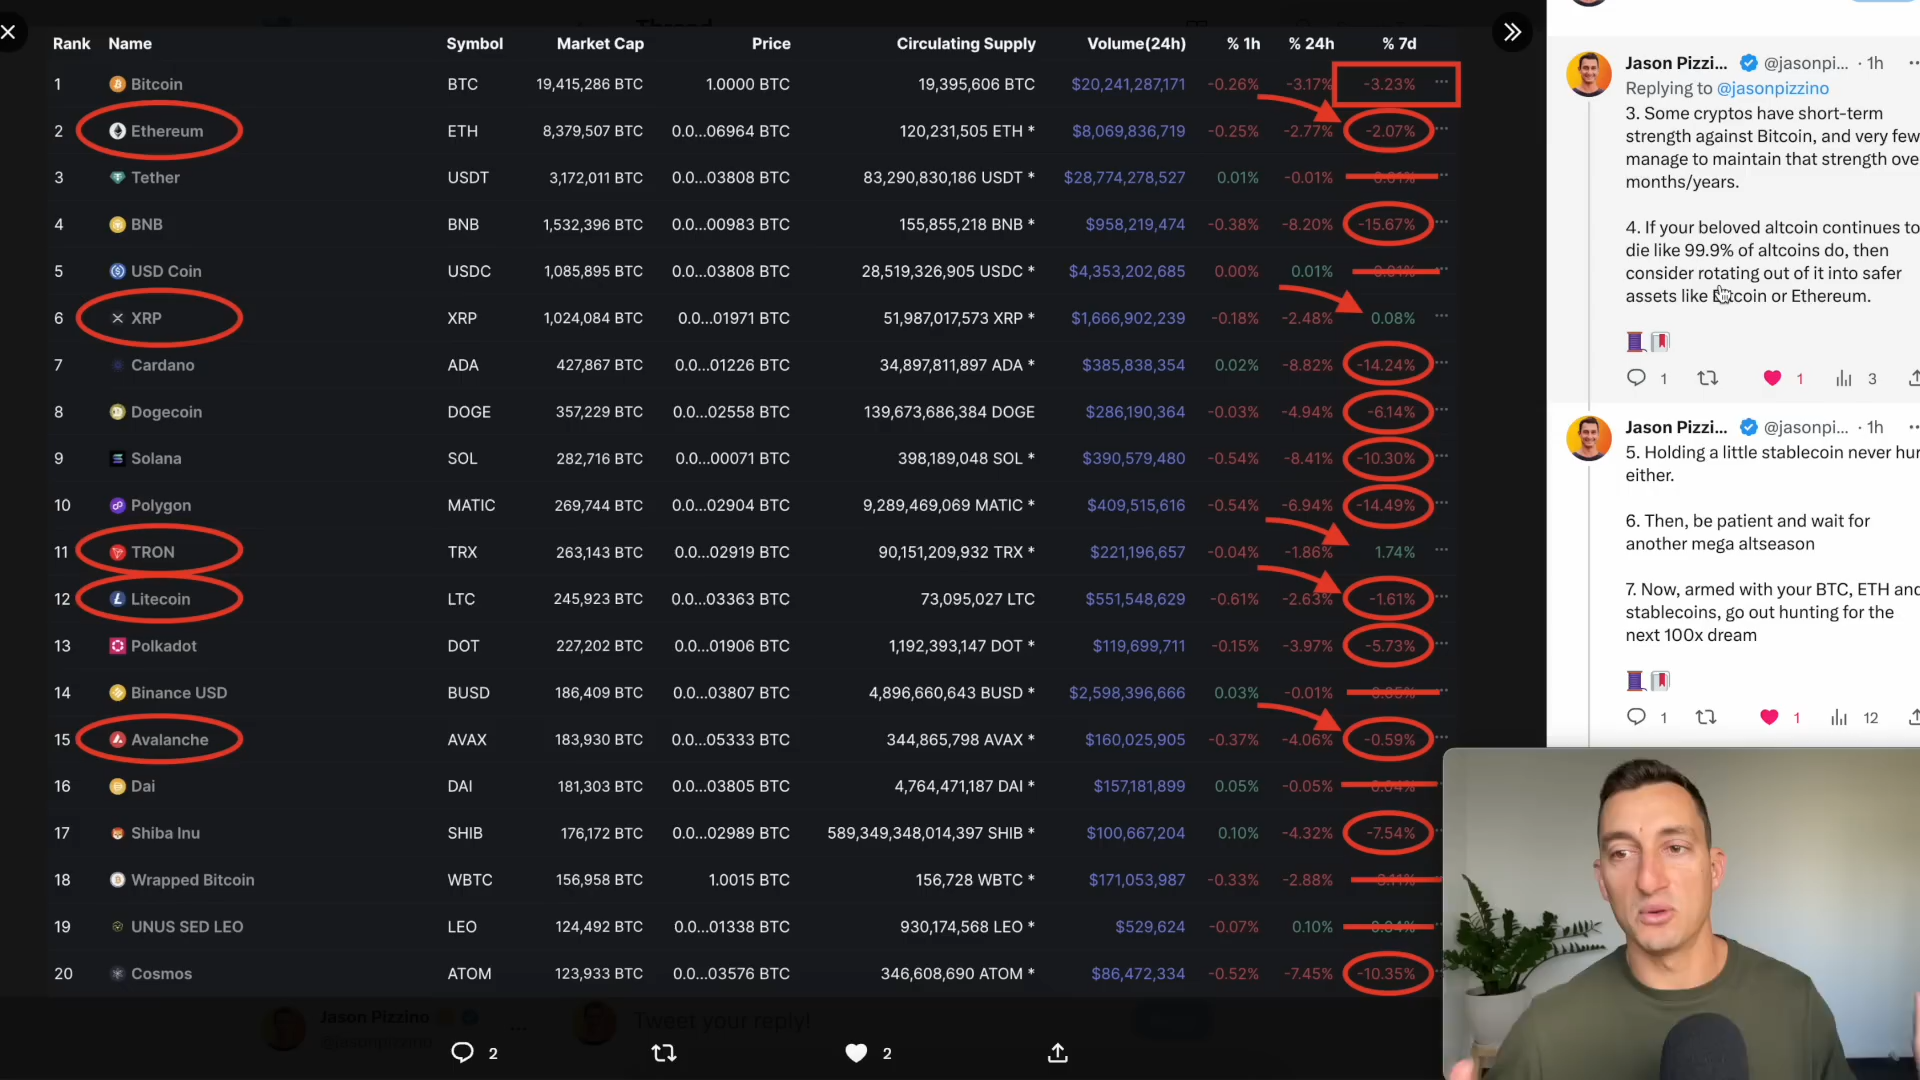 Rank Name Symbol Market Cap Price Circulating Supply Volume(24h) % 1h % 24h % 7d
1 Bitcoin BTC 19,415,286 BTC 1.0000 BTC 19,395,606 BTC $20,241,287,171 -0.26% -3.17% -3.23%
2 Ethereum ETH 8,379,507 BTC 0.0...06964 BTC 120,231,505 ETH * $8,069,836,719 -0.25% -2.77% -2.07%
3 Tether USDT 3,172,011 BTC 0.0...03808 BTC 83,290,830,186 USDT * $28,774,278,527 0.01% -0.01%
4 BNB BNB 1,532,396 BTC 0.0...00983 BTC 155,855,218 BNB * $958,219,474 -0.38% -8.20% -15.67%
5 USD Coin USDC 1,085,895 BTC 0.0...03808 BTC 28,519,326,905 USDC * $4,353,202,685 0.00% 0.01%
6 XRP XRP 1,024,084 BTC 0.0...01971 BTC 51,987,017,573 XRP * $1,666,902,239 -0.18% -2.48% 0.08%
7 Cardano ADA 427,867 BTC 0.0...01226 BTC 34,897,811,897 ADA * $385,838,354 0.02% -8.82% -14.24%
8 Dogecoin DOGE 357,229 BTC 0.0...02558 BTC 139,673,686,384 DOGE $286,190,364 -0.03% -4.94% -6.14%
9 Solana SOL 282,716 BTC 0.0...00071 BTC 398,189,048 SOL * $390,579,480 -0.54% -8.41% -10.30%
10 Polygon MATIC 269,744 BTC 0.0...02904 BTC 9,289,469,069 MATIC * $409,515,616 -0.54% -6.94% -14.49%
11 TRON TRX 263,143 BTC 0.0...02919 BTC 90,151,209,932 TRX * $221,196,657 -0.04% -1.86% 1.74%
12 Litecoin LTC 245,923 BTC 0.0...03363 BTC 73,095,027 LTC $551,548,629 -0.61% -2.63% -1.61%
13 Polkadot DOT 227,202 BTC 0.0...01906 BTC 1,192,393,147 DOT * $119,699,711 -0.15% -3.97% -5.73%
14 Binance USD BUSD 186,409 BTC 0.0...03807 BTC 4,896,660,643 BUSD * $2,598,396,666 0.03% -0.01%
15 Avalanche AVAX 183,930 BTC 0.0...05333 BTC 344,865,798 AVAX * $160,025,905 -0.37% -4.06% -0.59%
16 Dai DAI 181,303 BTC 0.0...03805 BTC 4,764,471,187 DAI * $157,181,899 0.05% -0.05%
17 Shiba Inu SHIB 176,172 BTC 0.0...02989 BTC 589,349,348,014,397 SHIB * $100,667,204 0.10% -4.32% -7.54%
18 Wrapped Bitcoin WBTC 156,958 BTC 1.0015 BTC 156,728 WBTC * $171,053,987 -0.33% -2.88%
19 UNUS SED LEO LEO 124,492 BTC 0.0...01338 BTC 930,174,568 LEO * $529,624 -0.07% 0.10%
20 Cosmos ATOM 123,933 BTC 0.0...03576 BTC 346,608,690 ATOM * $86,472,334 -0.52% -7.45% -10.35%
Jason Pizzino
@jasonpizzino
Tweet your reply!
2 2
Jason Pizzi... @jasonpi... · 1h
Replying to @jasonpizzino
3. Some cryptos have short-term
strength against Bitcoin, and very few
manage to maintain that strength ove
months/years.
4. If your beloved altcoin continues to
die like 99.9% of altcoins do, then
consider rotating out of it into safer
assets like Bitcoin or Ethereum.
1 1 3
Jason Pizzi... @jasonpi... · 1h
5. Holding a little stablecoin never hur
either.
6. Then, be patient and wait for
another mega altseason
7. Now, armed with your BTC, ETH and
stablecoins, go out hunting for the
next 100x dream
1 1 12